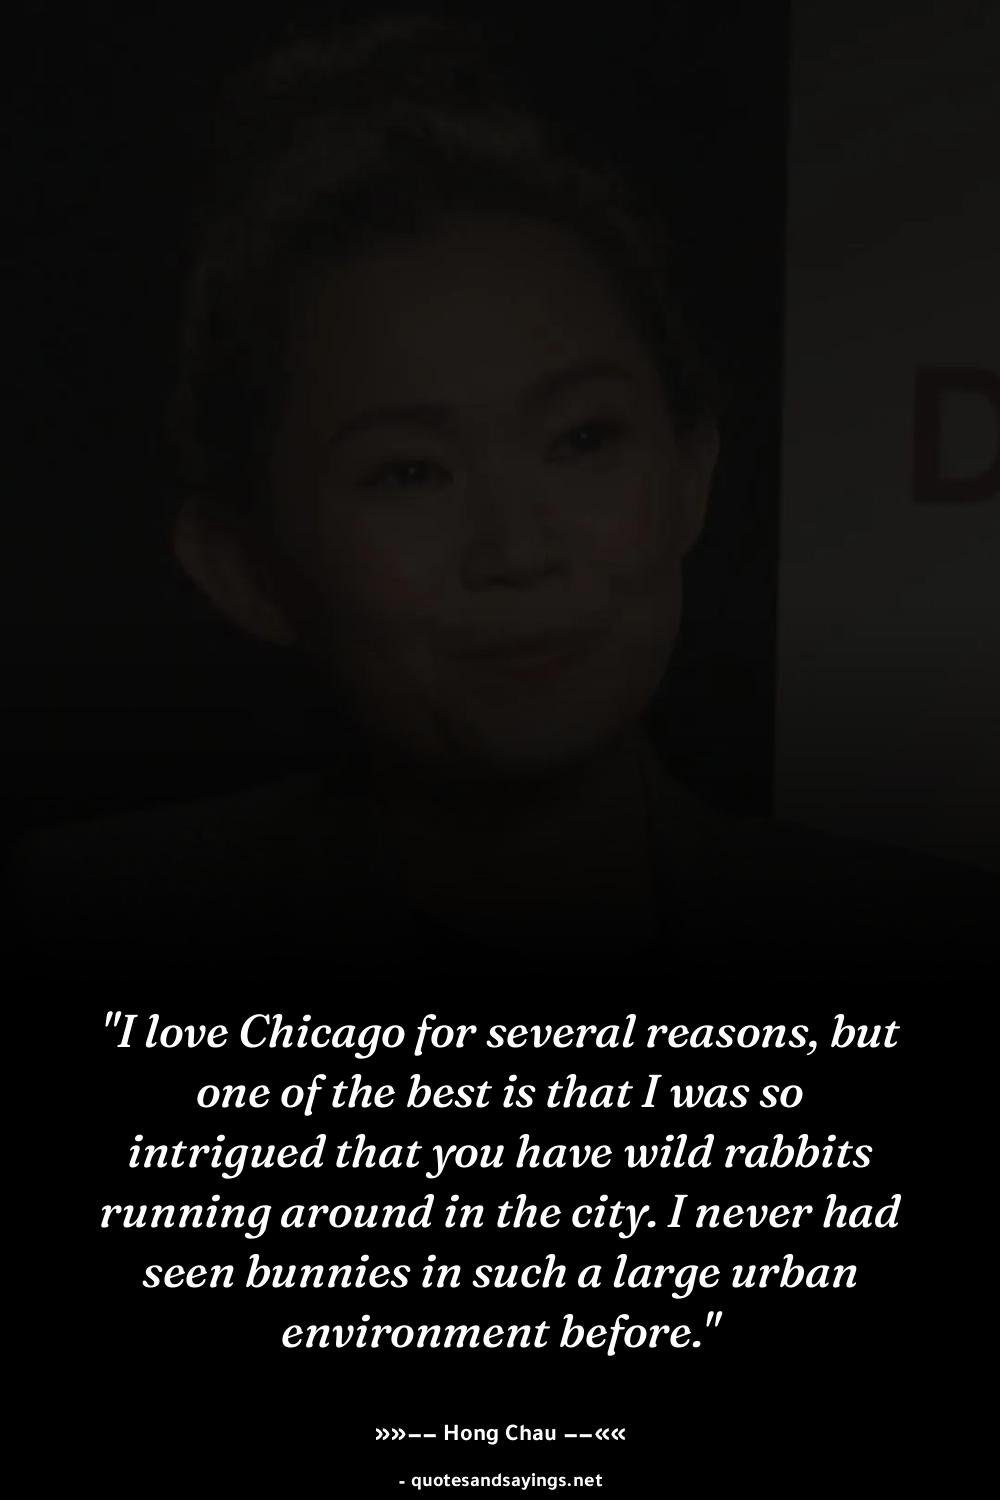 "I love Chicago for several reasons, but
one of the best is that I was so
intrigued that you have wild rabbits
running around in the city. I never had
seen bunnies in such a large urban
environment before."
»»–– Hong Chau ––««
- quotesandsayings.net
D